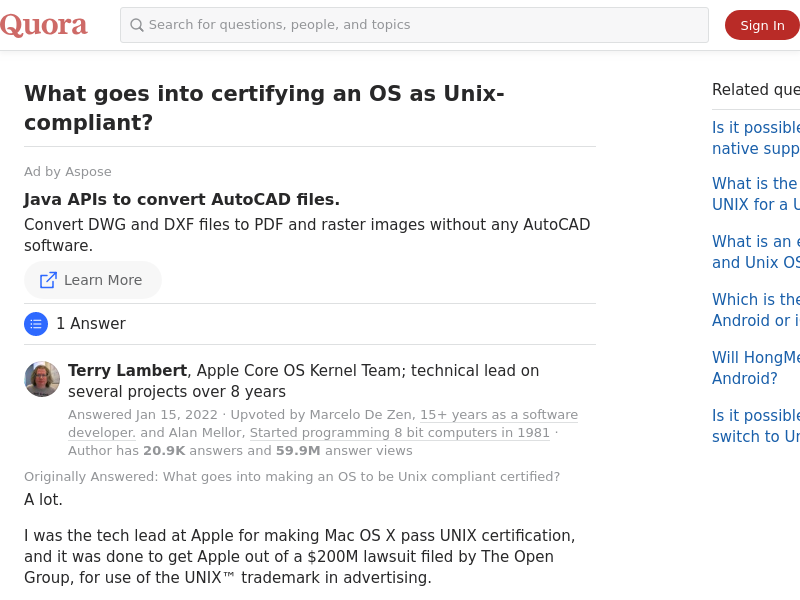 Quora
Search for questions, people, and topics
Sign In
What goes into certifying an OS as Unix-
compliant?
Ad by Aspose
Java APIs to convert AutoCAD files.
Convert DWG and DXF files to PDF and raster images without any AutoCAD
software.
Learn More
1 Answer
Terry Lambert, Apple Core OS Kernel Team; technical lead on
several projects over 8 years
Answered Jan 15, 2022 · Upvoted by Marcelo De Zen, 15+ years as a software
developer. and Alan Mellor, Started programming 8 bit computers in 1981 ·
Author has 20.9K answers and 59.9M answer views
Originally Answered: What goes into making an OS to be Unix compliant certified?
A lot.
I was the tech lead at Apple for making Mac OS X pass UNIX certification,
and it was done to get Apple out of a $200M lawsuit filed by The Open
Group, for use of the UNIX™ trademark in advertising.
Related que
Is it possible
native supp
What is the
UNIX for a U
What is an e
and Unix OS
Which is the
Android or i
Will HongMe
Android?
Is it possible
switch to Un